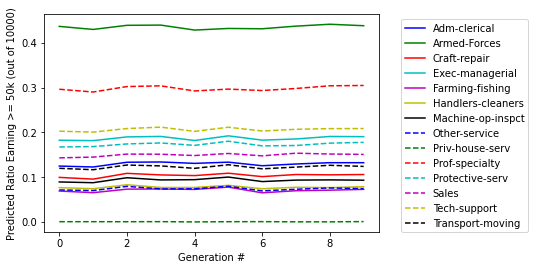 Predicted Ratio Earning >= 50k (out of 10000)
0.4
0.3
0.2
0.1
0.0
0 2 4 6 8
Generation #
Adm-clerical
Armed-Forces
Craft-repair
Exec-managerial
Farming-fishing
Handlers-cleaners
Machine-op-inspct
Other-service
Priv-house-serv
Prof-specialty
Protective-serv
Sales
Tech-support
Transport-moving